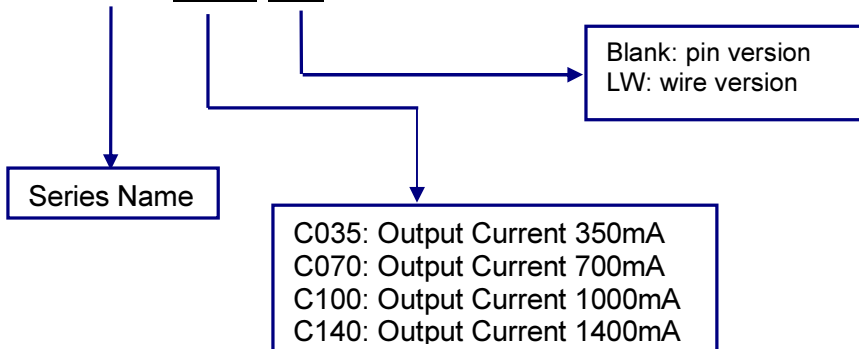 Blank: pin version
LW: wire version
Series Name
C035: Output Current 350mA
C070: Output Current 700mA
C100: Output Current 1000mA
C140: Output Current 1400mA